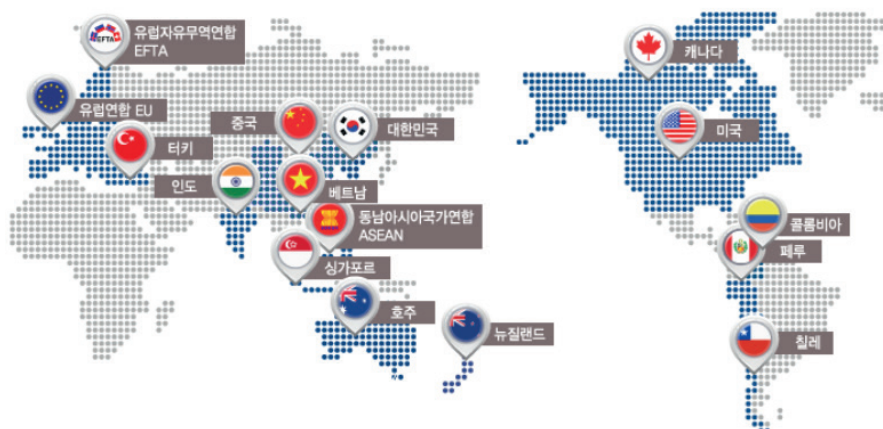 유럽자유무역연합
EFTA
EFTA
캐나다
유럽연합 EU
중국
대한민국
미국
터키
인도
베트남
동남아시아국가연합
ASEAN
콜롬비아
페루
싱가포르
호주
뉴질랜드
칠레